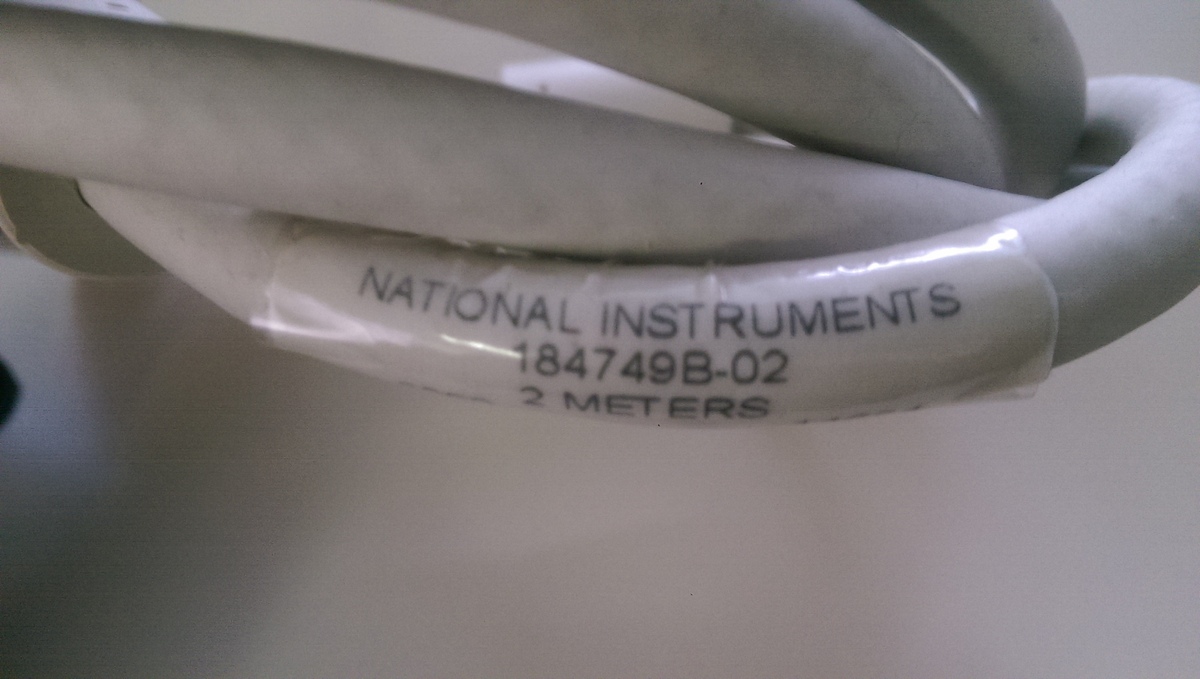 NATIONAL INSTRUMENTS
184749B-02
2 METERS